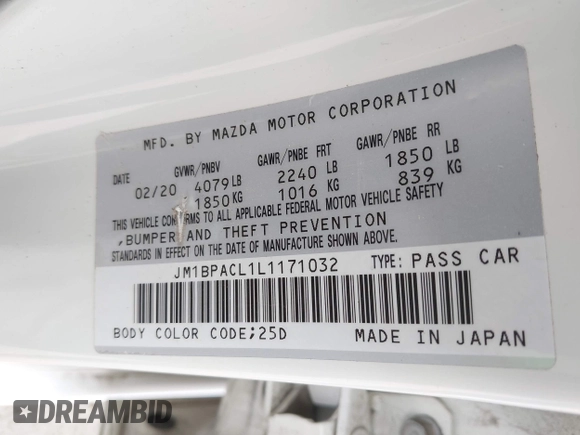 MFD. BY MAZDA MOTOR CORPORATION
GVWR/PNBV GAWR/PNBE FRT GAWR/PNBE RR
02/20 4079LB 2240 LB 1850 LB
1850KG 1016 KG 839 KG
THIS VEHICLE CONFORMS TO ALL APPLICABLE FEDERAL MOTOR VEHICLE SAFETY
,BUMPER AND THEFT PREVENTION
STANDARDS IN EFFECT ON THE DATE OF MANUFACTURE SHOWN ABOVE.
JM1BPACL1L1171032 TYPE: PASS CAR
BODY COLOR CODE;25D MADE IN JAPAN
DREAMBID